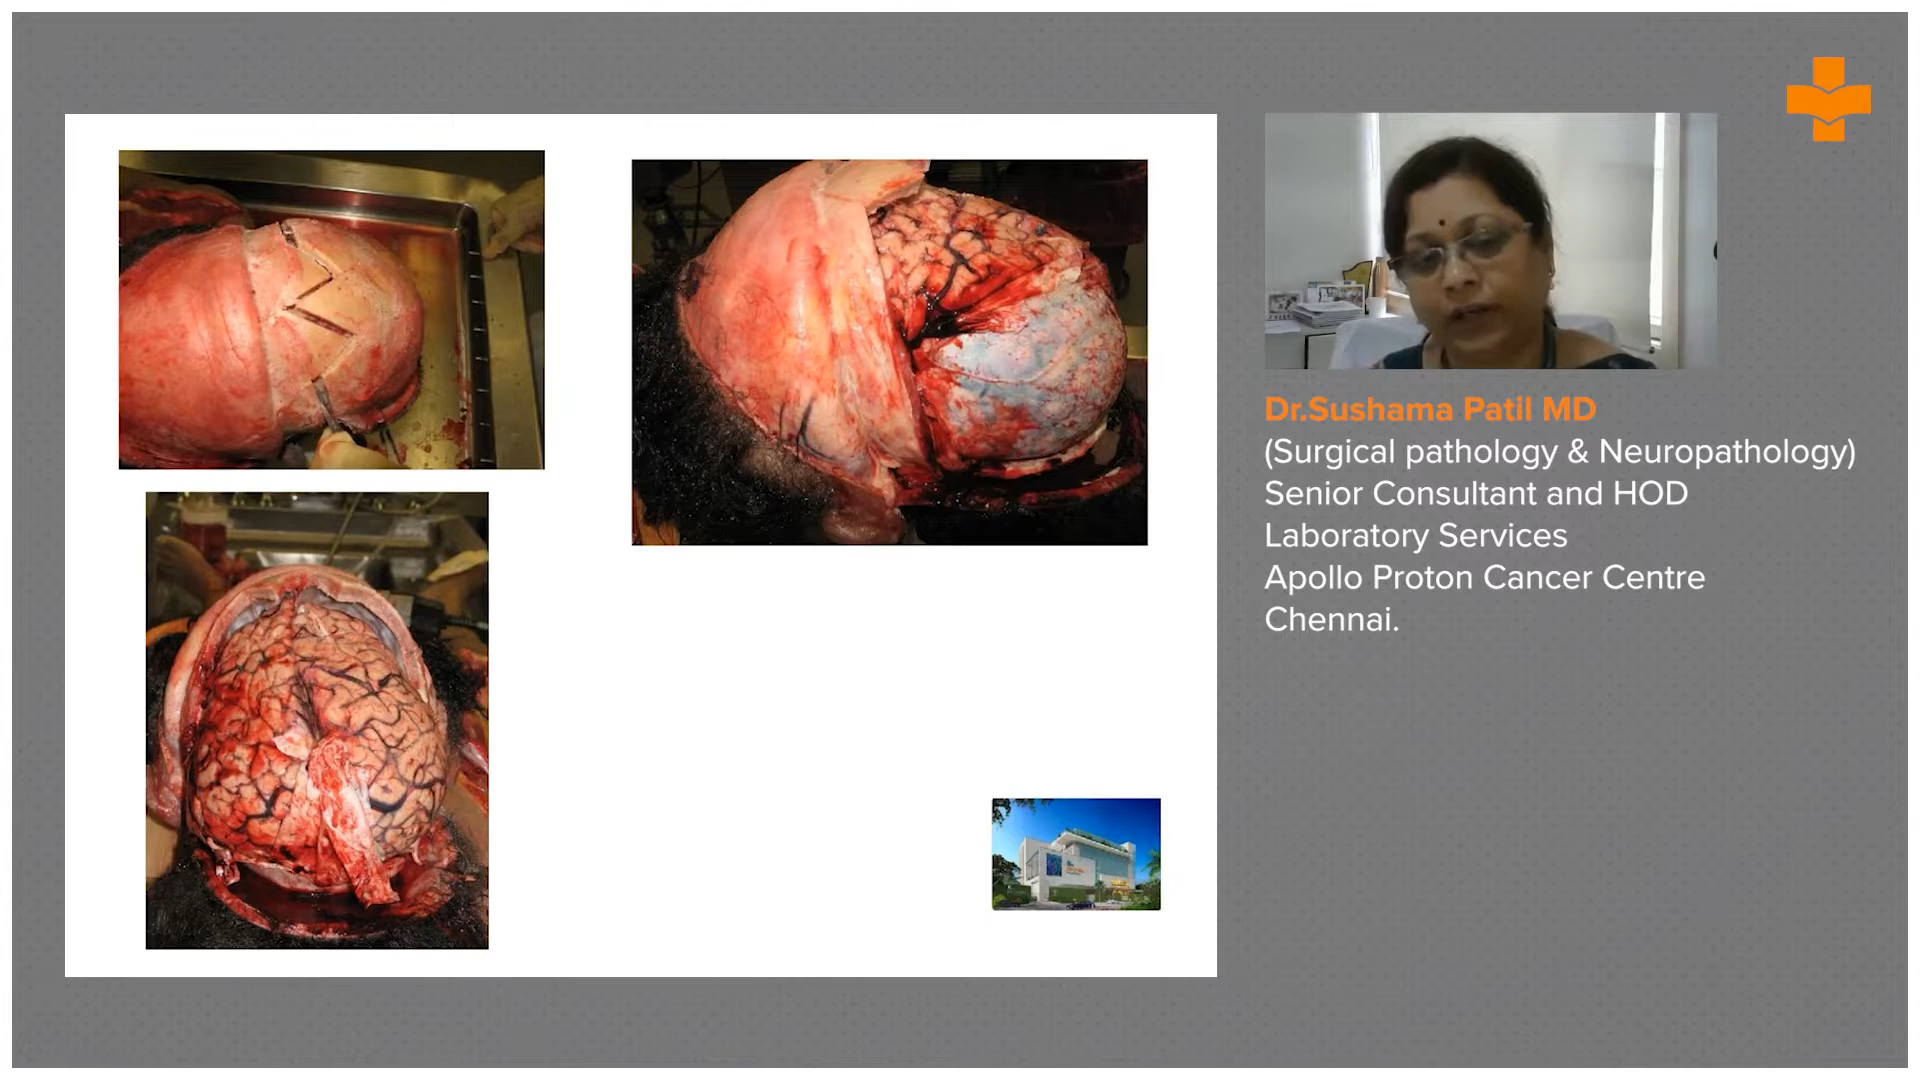 Dr.Sushama Patil MD
(Surgical pathology & Neuropathology)
Senior Consultant and HOD
Laboratory Services
Apollo Proton Cancer Centre
Chennai.